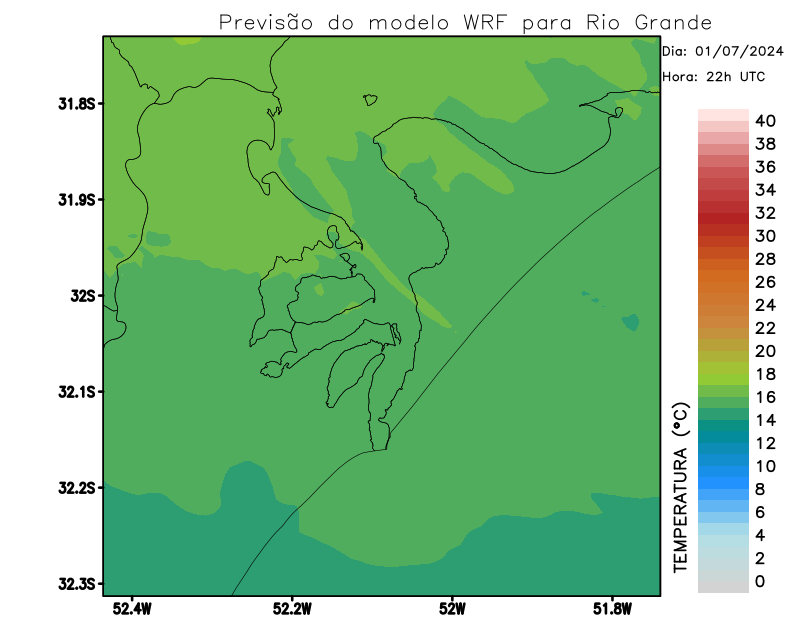 Previsão do modelo WRF para Rio Grande
Dia: 01/07/2024
Hora: 22h UTC
31.8S
31.9S
32S
32.1S
32.2S
32.3S
52.4W
52.2W
52W
51.8W
TEMPERATURA (°C)
40
38
36
34
32
30
28
26
24
22
20
18
16
14
12
10
8
6
4
2
0